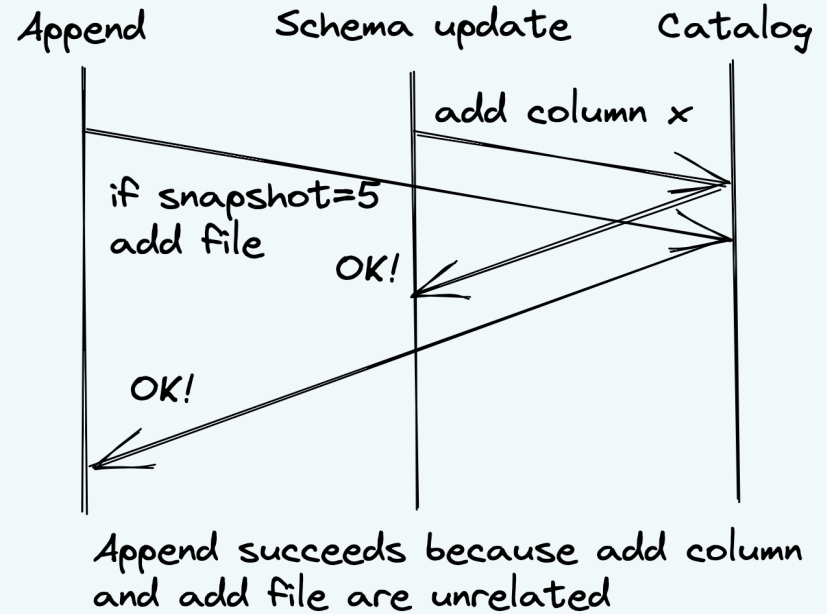 Append
Schema update
Catalog
add column x
if snapshot=5
add file
OK!
OK!
Append succeeds because add column
and add file are unrelated